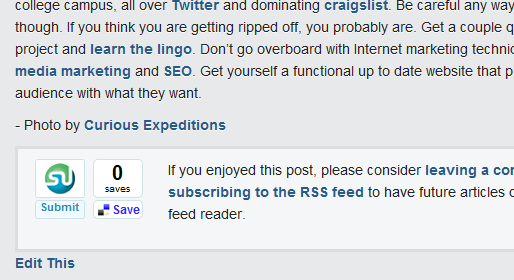 college campus, all over Twitter and dominating craigslist. Be careful any way
though. If you think you are getting ripped off, you probably are. Get a couple q
project and learn the lingo. Don't go overboard with Internet marketing techni
media marketing and SEO. Get yourself a functional up to date website that p
audience with what they want.
- Photo by Curious Expeditions
0
saves
Submit
Save
If you enjoyed this post, please consider leaving a co
subscribing to the RSS feed to have future articles
feed reader.
Edit This